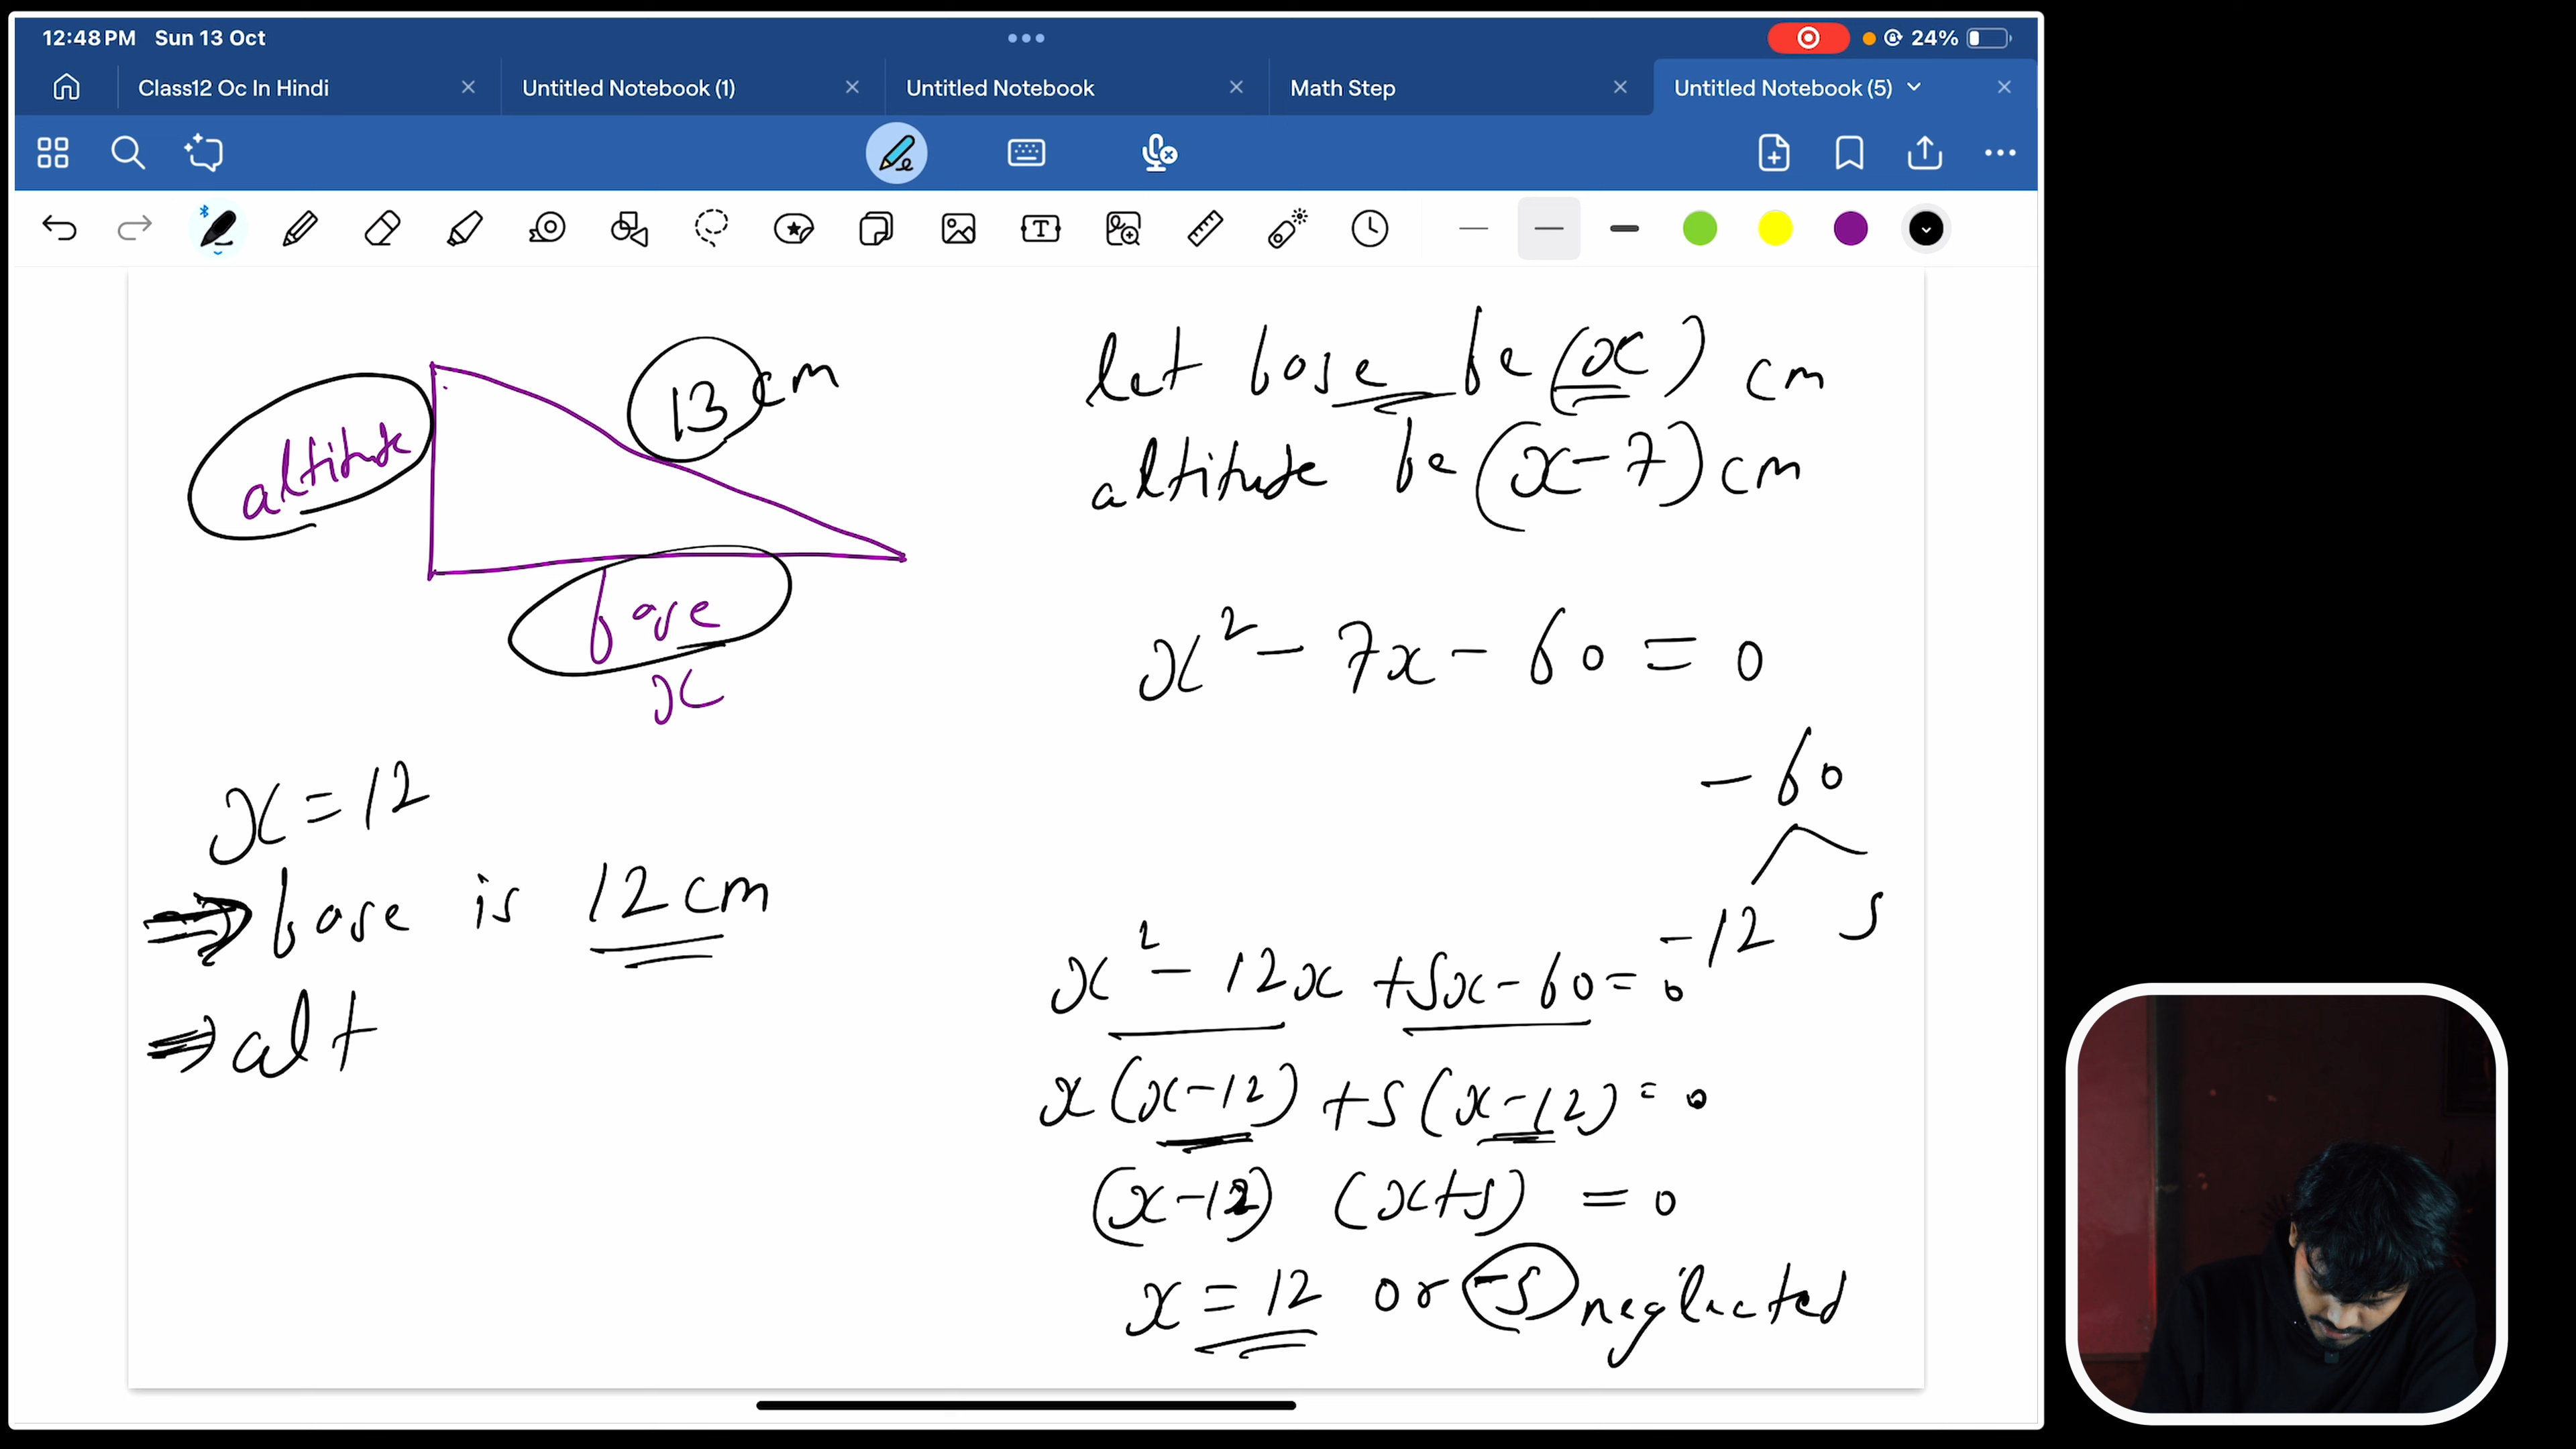 12:48 PM Sun 13 Oct
24%
Class12 Oc In Hindi
Untitled Notebook (1)
Untitled Notebook
Math Step
Untitled Notebook (5)
T
13 cm
altitude
base
x
let base be (x) cm
altitude be (x-7) cm
x² - 7x - 60 = 0
-60
-12 5
x = 12
⇒ base is 12 cm
⇒ alt
x² - 12x + 5x - 60 = 0
x(x-12) + 5(x-12) = 0
(x-12) (x+5) = 0
x = 12 or -5 neglected